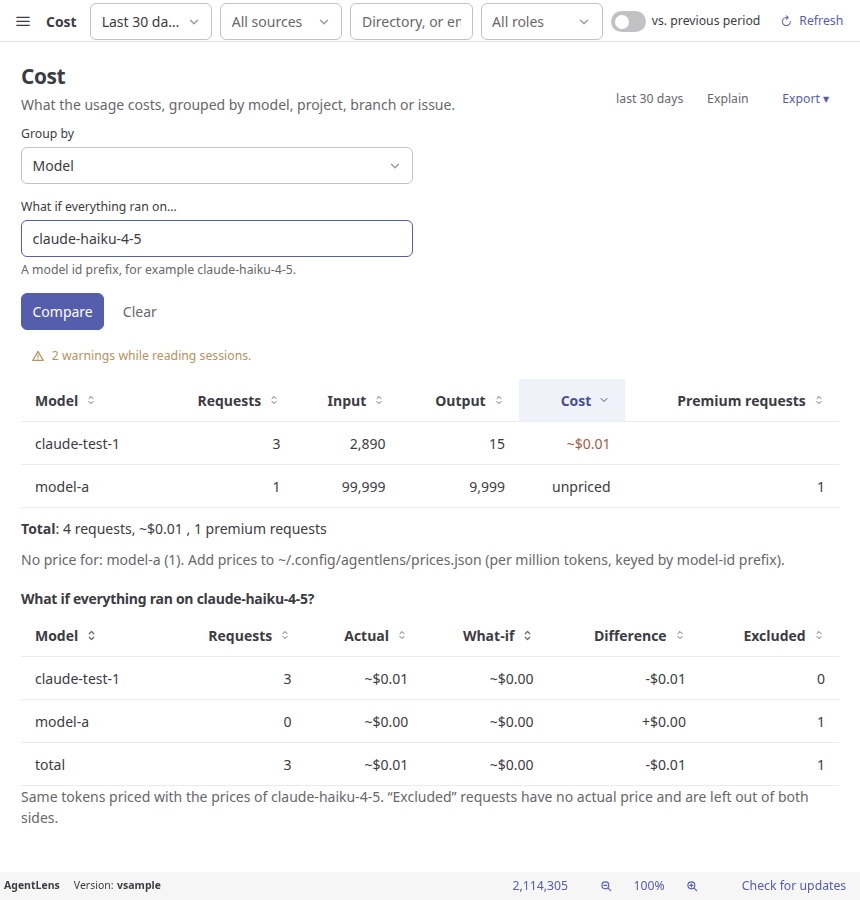 Cost
Last 30 da...
All sources
Directory, or en
All roles
vs. previous period
Refresh
Cost
What the usage costs, grouped by model, project, branch or issue.
last 30 days
Explain
Export ▾
Group by
Model
What if everything ran on...
claude-haiku-4-5
A model id prefix, for example claude-haiku-4-5.
Compare
Clear
2 warnings while reading sessions.
Model Requests Input Output Cost Premium requests
claude-test-1 3 2,890 15 ~$0.01
model-a 1 99,999 9,999 unpriced 1
Total: 4 requests, ~$0.01 , 1 premium requests
No price for: model-a (1). Add prices to ~/.config/agentlens/prices.json (per million tokens, keyed by model-id prefix).
What if everything ran on claude-haiku-4-5?
Model Requests Actual What-if Difference Excluded
claude-test-1 3 ~$0.01 ~$0.00 -$0.01 0
model-a 0 ~$0.00 ~$0.00 +$0.00 1
total 3 ~$0.01 ~$0.00 -$0.01 1
Same tokens priced with the prices of claude-haiku-4-5. “Excluded” requests have no actual price and are left out of both
sides.
AgentLens Version: vsample
2,114,305
100%
Check for updates